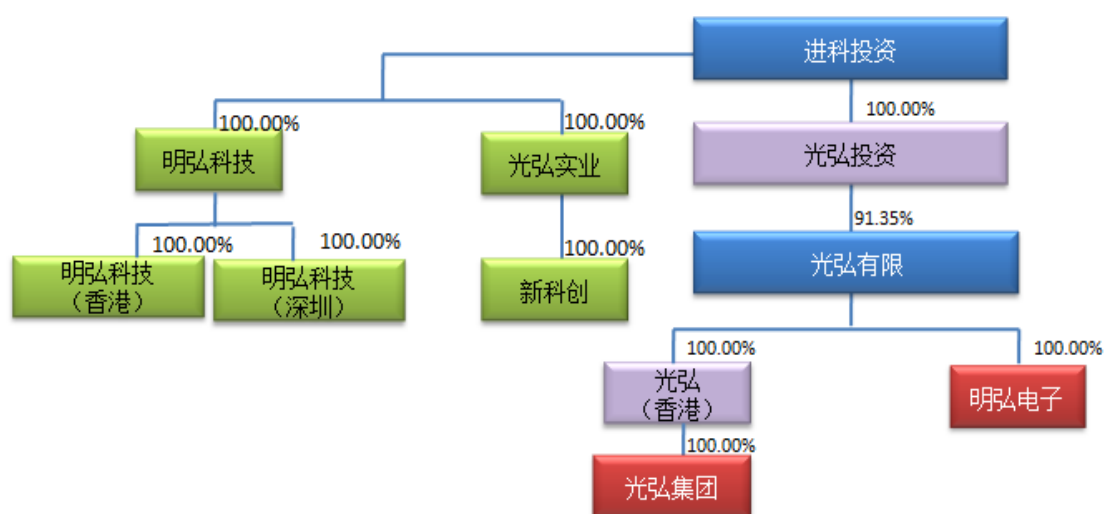 进科投资
100.00%
100.00%
100.00%
明弘科技
光弘实业
光弘投资
91.35%
100.00%
100.00%
100.00%
明弘科技
（香港）
明弘科技
（深圳）
新科创
光弘有限
100.00%
100.00%
光弘
（香港）
明弘电子
100.00%
光弘集团